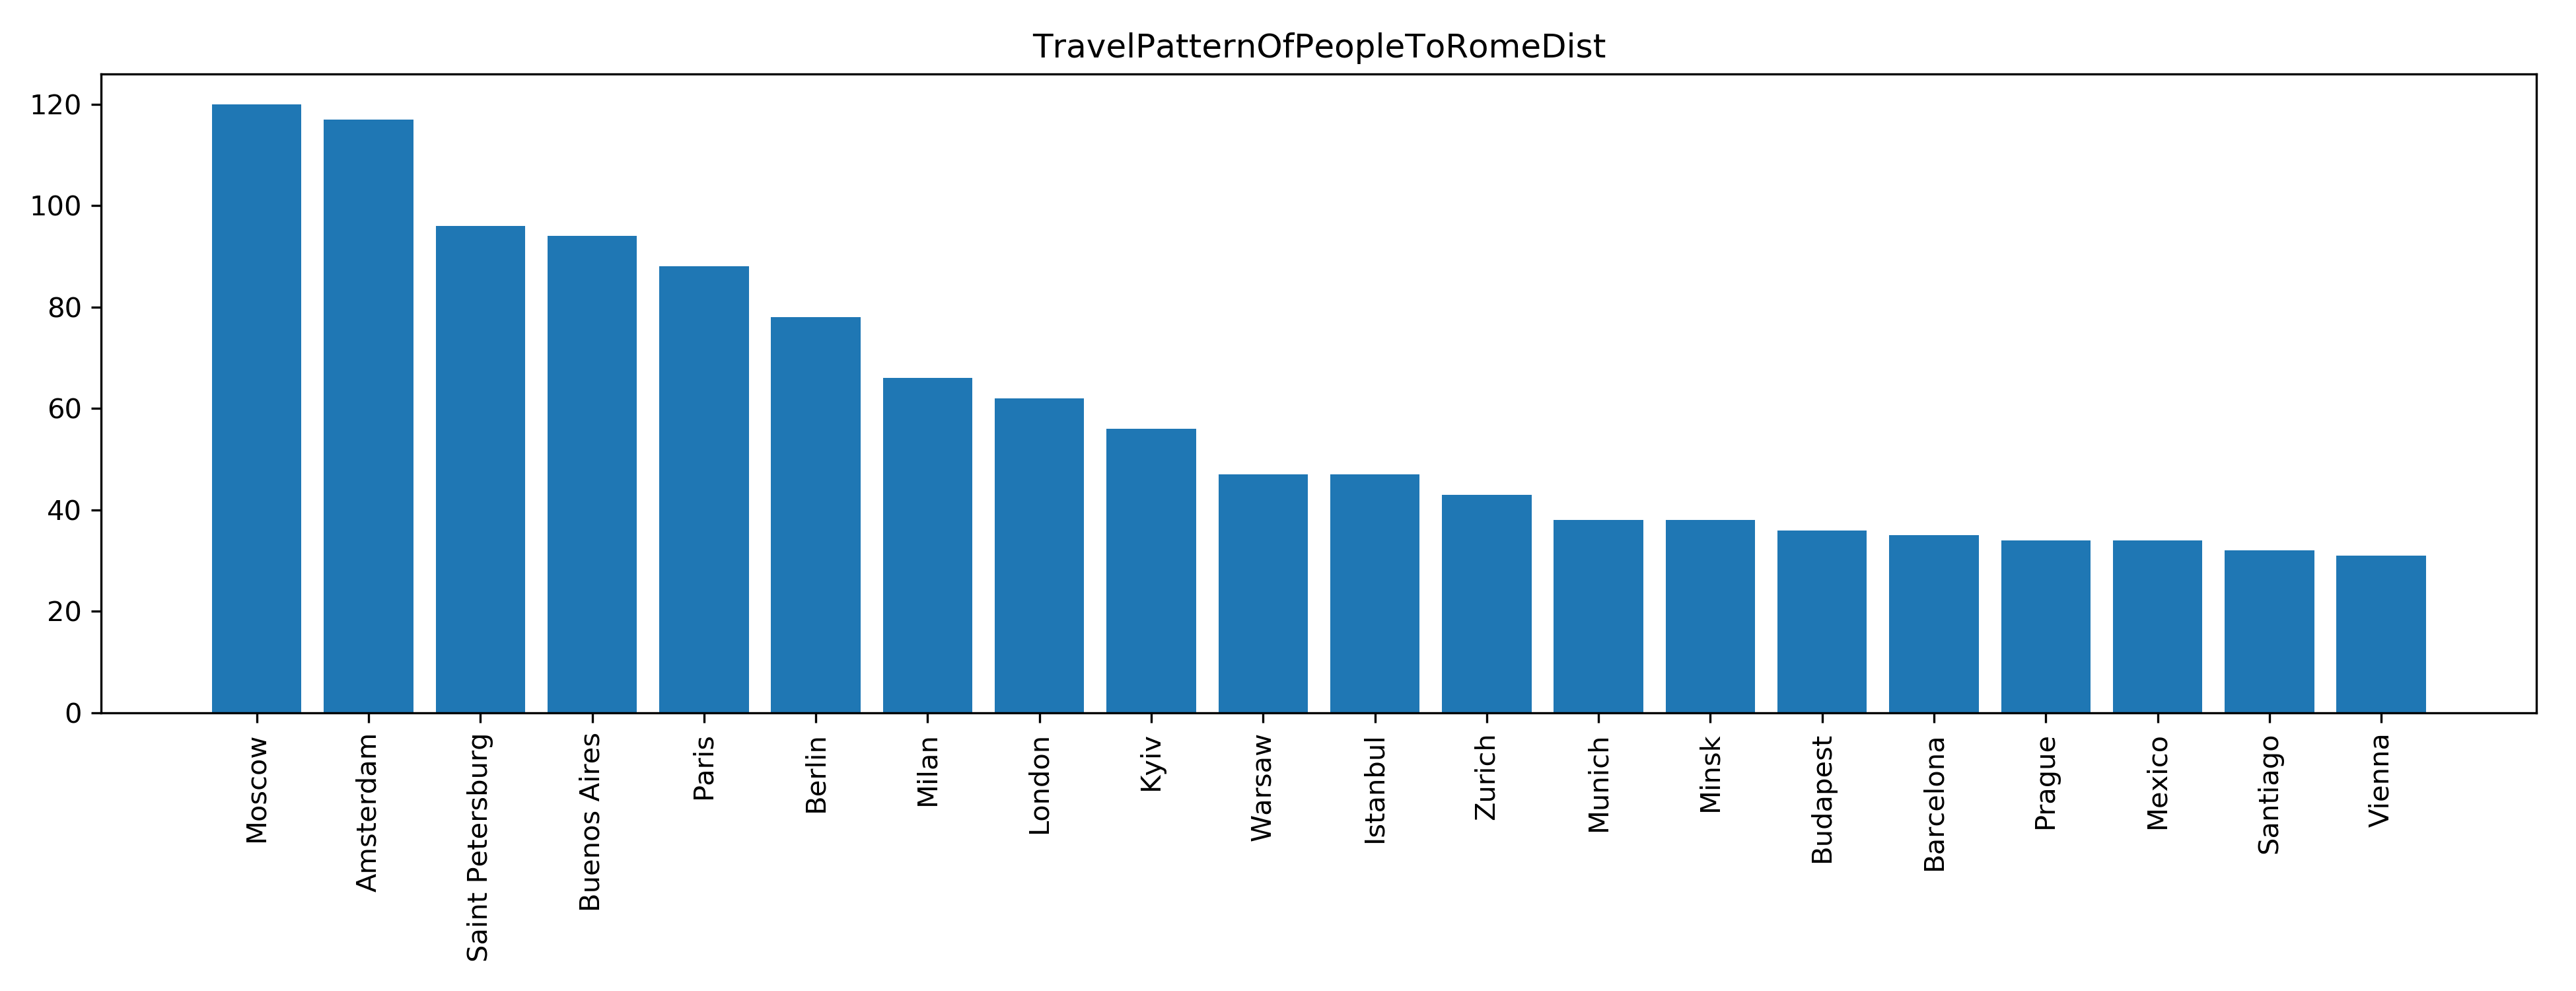 TravelPatternOfPeopleToRomeDist
120
100
80
60
40
20
0
Moscow
Amsterdam
Saint Petersburg
Buenos Aires
Paris
Berlin
Milan
London
Kyiv
Warsaw
Istanbul
Zurich
Munich
Minsk
Budapest
Barcelona
Prague
Mexico
Santiago
Vienna